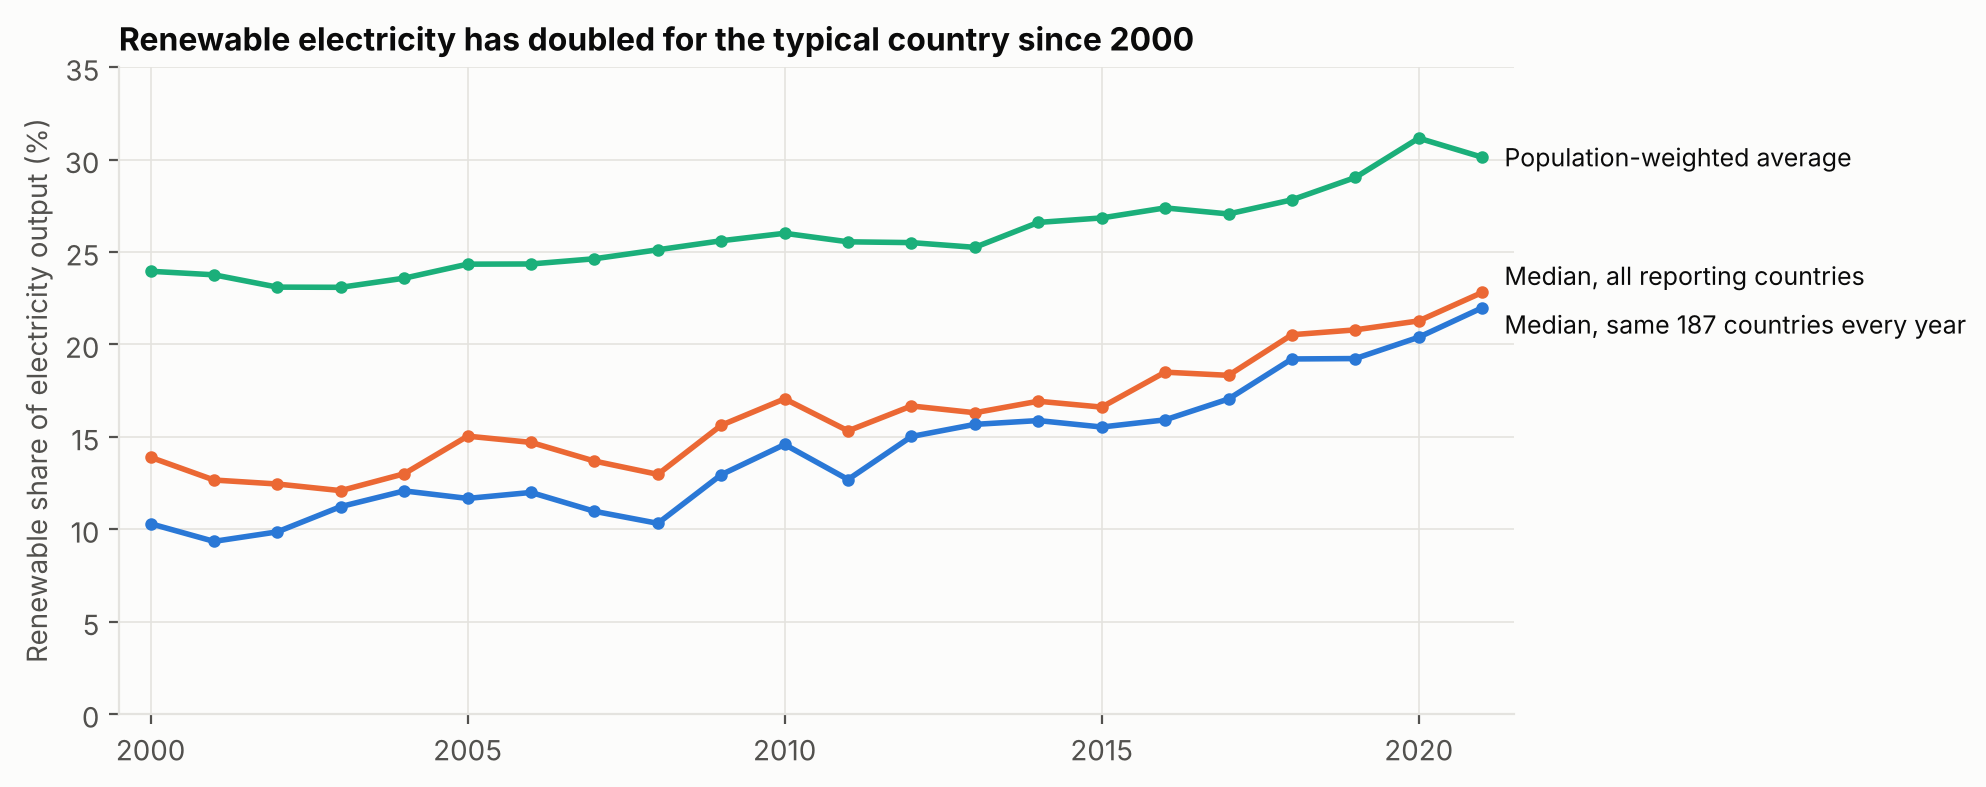 Renewable electricity has doubled for the typical country since 2000
Renewable share of electricity output (%)
35
30
25
20
15
10
5
0
2000
2005
2010
2015
2020
Population-weighted average
Median, all reporting countries
Median, same 187 countries every year